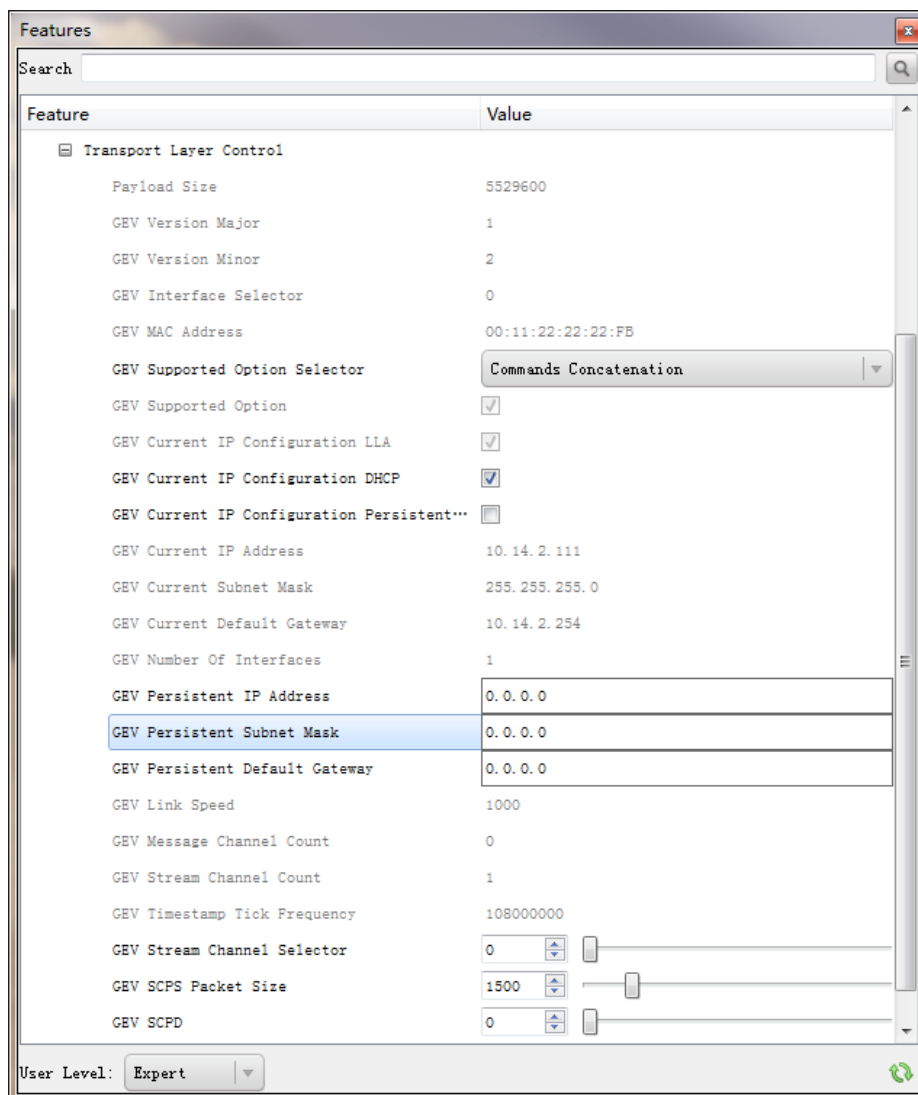 Features
Search
Feature Value
Transport Layer Control
Payload Size 5529600
GEV Version Major 1
GEV Version Minor 2
GEV Interface Selector 0
GEV MAC Address 00:11:22:22:22:FB
GEV Supported Option Selector Commands Concatenation
GEV Supported Option
GEV Current IP Configuration LLA
GEV Current IP Configuration DHCP
GEV Current IP Configuration Persistent…
GEV Current IP Address 10.14.2.111
GEV Current Subnet Mask 255.255.255.0
GEV Current Default Gateway 10.14.2.254
GEV Number Of Interfaces 1
GEV Persistent IP Address 0.0.0.0
GEV Persistent Subnet Mask 0.0.0.0
GEV Persistent Default Gateway 0.0.0.0
GEV Link Speed 1000
GEV Message Channel Count 0
GEV Stream Channel Count 1
GEV Timestamp Tick Frequency 108000000
GEV Stream Channel Selector 0
GEV SCPS Packet Size 1500
GEV SCPD 0
User Level: Expert